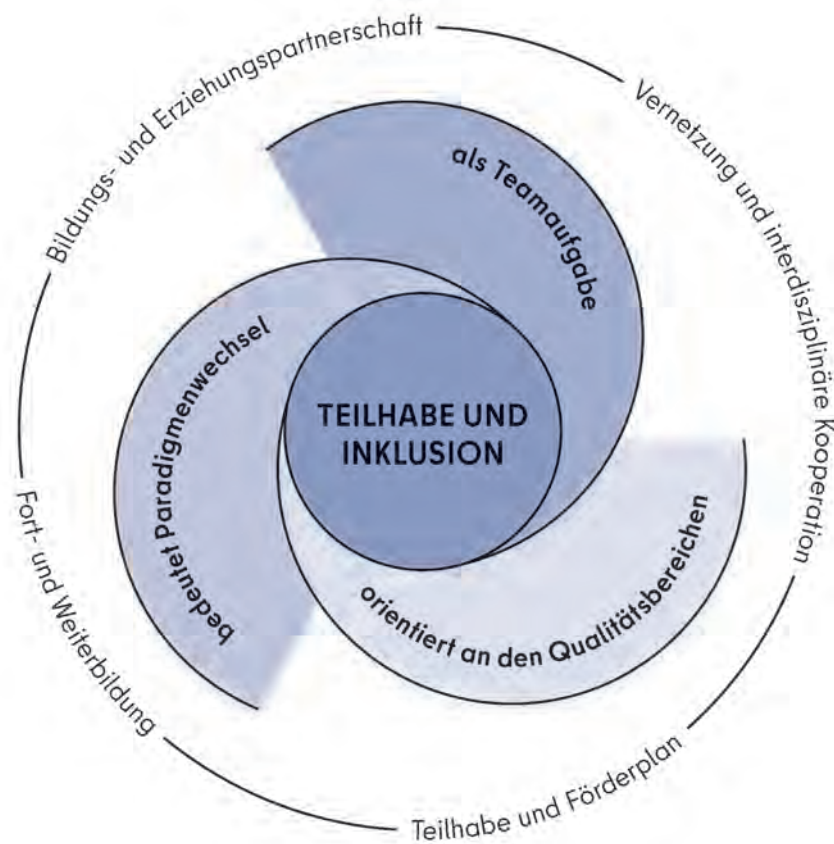 Bildungs- und Erziehungspartnerschaft
Vernetzung und interdisziplinäre Kooperation
als Teamaufgabe
bedeutet Paradigmenwechsel
TEILHABE UND
INKLUSION
orientiert an den Qualitätsbereichen
Fort- und Weiterbildung
Teilhabe und Förderplan